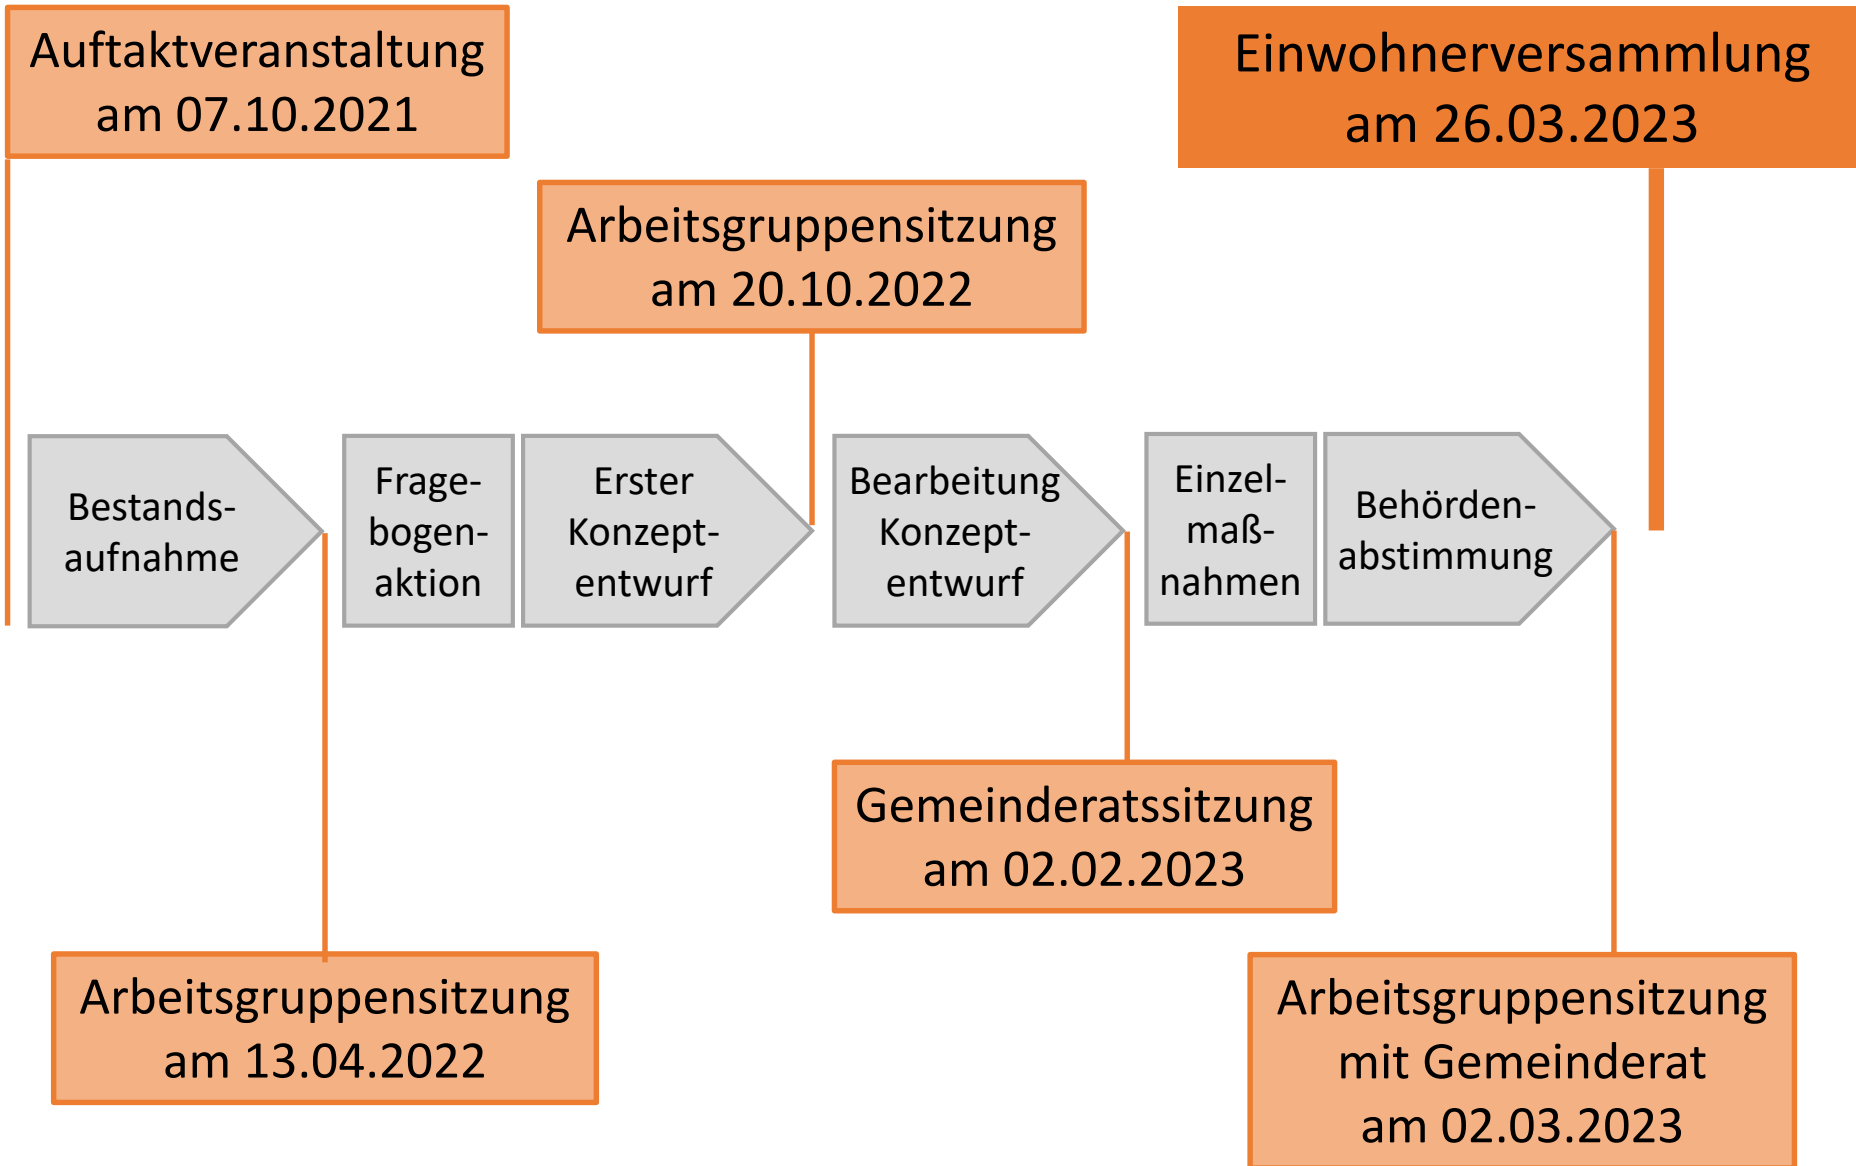 Auftaktveranstaltung
am 07.10.2021
Einwohnerversammlung
am 26.03.2023
Arbeitsgruppensitzung
am 20.10.2022
Bestands-
aufnahme
Frage-
bogen-
aktion
Erster
Konzept-
entwurf
Bearbeitung
Konzept-
entwurf
Einzel-
maß-
nahmen
Behörden-
abstimmung
Gemeinderatssitzung
am 02.02.2023
Arbeitsgruppensitzung
am 13.04.2022
Arbeitsgruppensitzung
mit Gemeinderat
am 02.03.2023